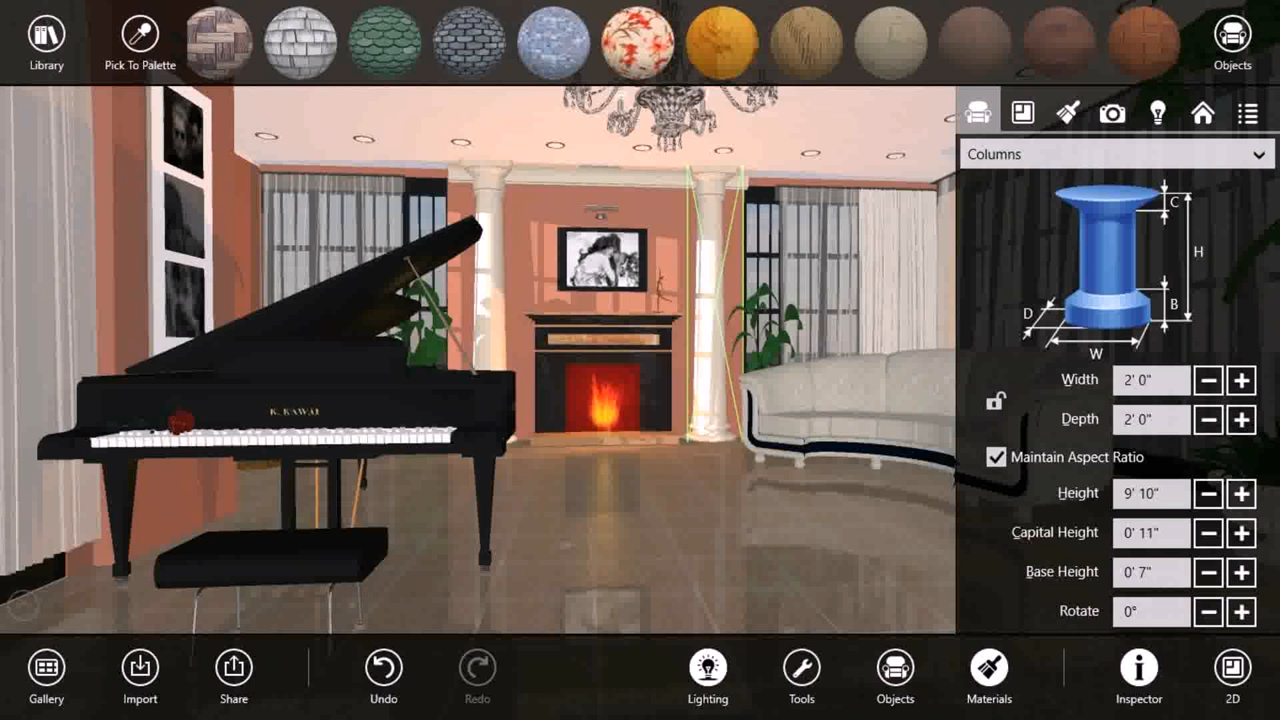 Library
Pick To Palette
Objects
Columns
C
H
B
D
W
Width 2' 0"
Depth 2' 0"
Maintain Aspect Ratio
Height 9' 10"
Capital Height 0' 11"
Base Height 0' 7"
Rotate 0°
K. KAWAI
Gallery
Import
Share
Undo
Redo
Lighting
Tools
Objects
Materials
Inspector
2D